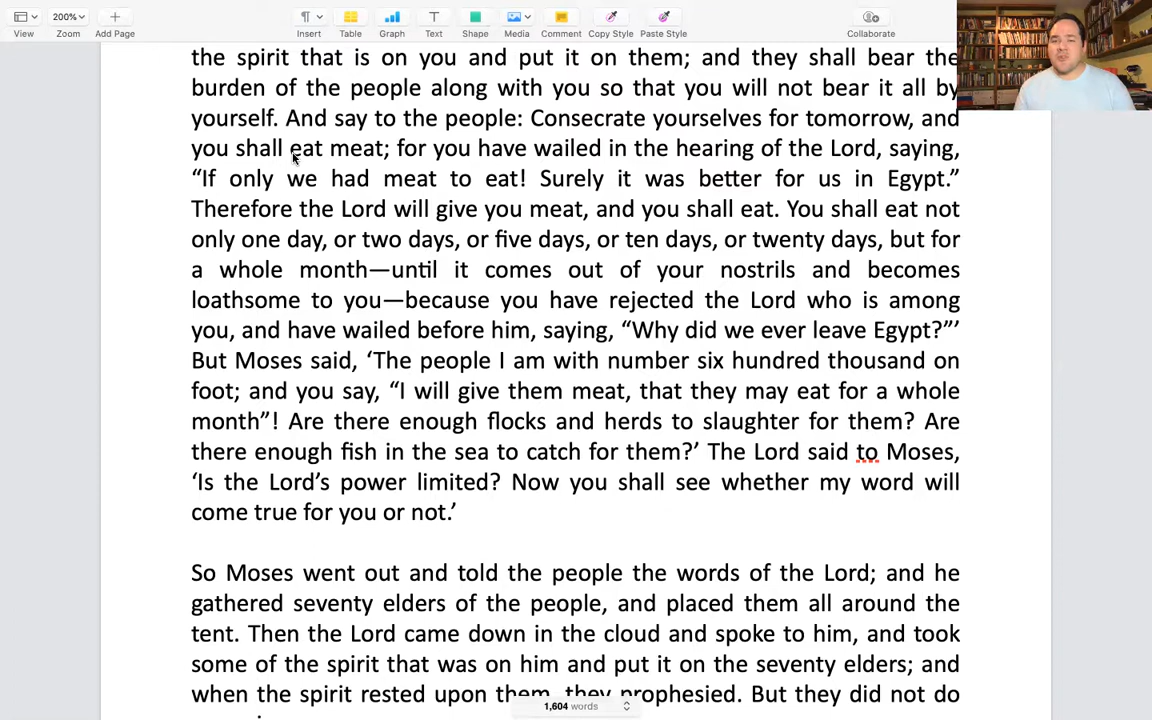 200%
View
Zoom
Add Page
Insert
Table
Graph
Text
Shape
Media
Comment
Copy Style
Paste Style
Collaborate
the spirit that is on you and put it on them; and they shall bear the
burden of the people along with you so that you will not bear it all by
yourself. And say to the people: Consecrate yourselves for tomorrow, and
you shall eat meat; for you have wailed in the hearing of the Lord, saying,
“If only we had meat to eat! Surely it was better for us in Egypt.”
Therefore the Lord will give you meat, and you shall eat. You shall eat not
only one day, or two days, or five days, or ten days, or twenty days, but for
a whole month—until it comes out of your nostrils and becomes
loathsome to you—because you have rejected the Lord who is among
you, and have wailed before him, saying, “Why did we ever leave Egypt?”’
But Moses said, ‘The people I am with number six hundred thousand on
foot; and you say, “I will give them meat, that they may eat for a whole
month”! Are there enough flocks and herds to slaughter for them? Are
there enough fish in the sea to catch for them?’ The Lord said to Moses,
‘Is the Lord’s power limited? Now you shall see whether my word will
come true for you or not.’
So Moses went out and told the people the words of the Lord; and he
gathered seventy elders of the people, and placed them all around the
tent. Then the Lord came down in the cloud and spoke to him, and took
some of the spirit that was on him and put it on the seventy elders; and
when the spirit rested upon them, they prophesied. But they did not do
1,604 words